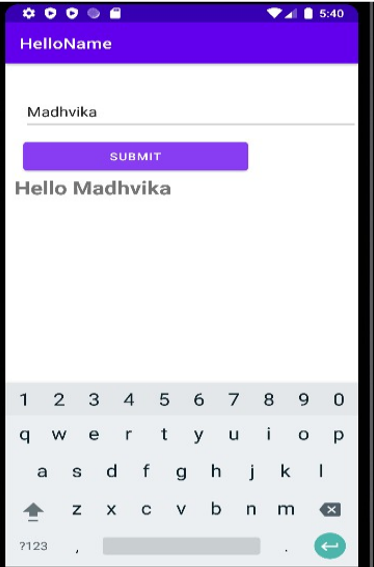 5:40
HelloName
Madhvika
SUBMIT
Hello Madhvika
1 2 3 4 5 6 7 8 9 0
q w e r t y u i o p
a s d f g h j k l
z x c v b n m
?123 , .